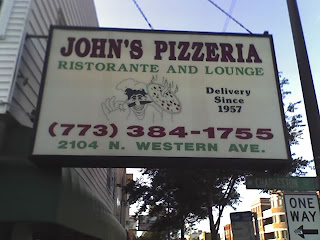 JOHN'S PIZZERIA
RISTORANTE AND LOUNGE
Delivery
Since
1957
(773) 384-1755
2104 N. WESTERN AVE.
ONE
WAY